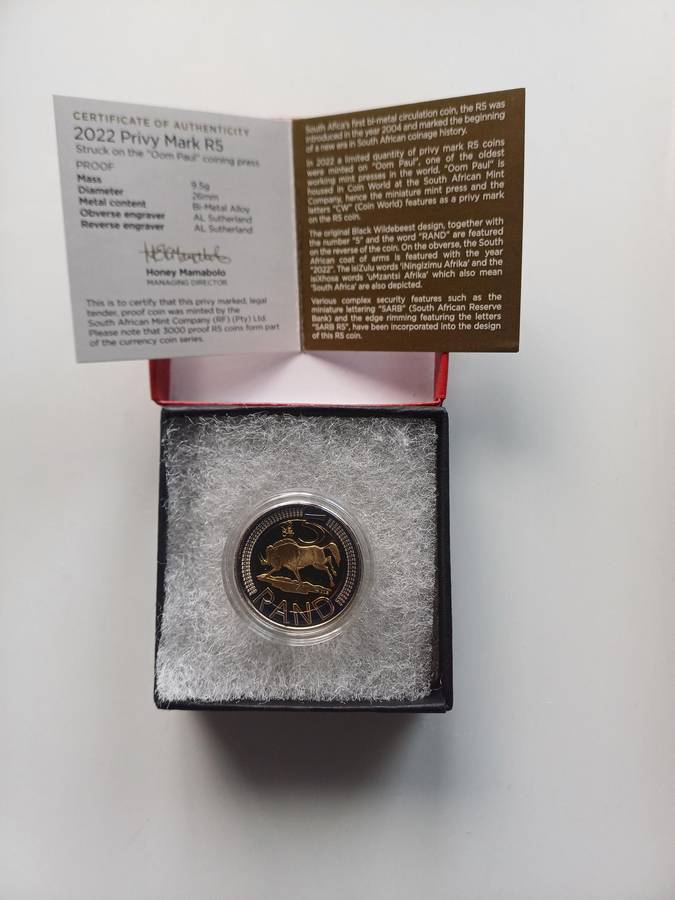 CERTIFICATE OF AUTHENTICITY
2022 Privy Mark R5
Struck on the "Oom Paul" coining press
PROOF
Mass 9.5g
Diameter 26mm
Metal content Bi-Metal Alloy
Obverse engraver AL Sutherland
Reverse engraver AL Sutherland
Honey Mamabolo
MANAGING DIRECTOR
This is to certify that this privy marked, legal
tender, proof coin was minted by the
South African Mint Company (RF) (Pty) Ltd.
Please note that 3000 proof R5 coins form part
of the currency coin series.
South Africa's first bi-metal circulation coin, the R5 was
introduced in the year 2004 and marked the beginning
of a new era in South African coinage history.
In 2022 a limited quantity of privy mark R5 coins
were minted on "Oom Paul", one of the oldest
working mint presses in the world. "Oom Paul" is
housed in Coin World at the South African Mint
Company, hence the miniature mint press and the
letters "CW" (Coin World) features as a privy mark
on the R5 coin.
The original Black Wildebeest design, together with
the number "5" and the word "RAND" are featured
on the reverse of the coin. On the obverse, the South
African coat of arms is featured with the year
"2022". The isiZulu words 'iNingizimu Afrika' and the
isiXhosa words 'uMzantsi Afrika' which also mean
'South Africa' are also depicted.
Various complex security features such as the
miniature lettering "SARB" (South African Reserve
Bank) and the edge rimming featuring the letters
"SARB R5", have been incorporated into the design
of this R5 coin.
5
RAND